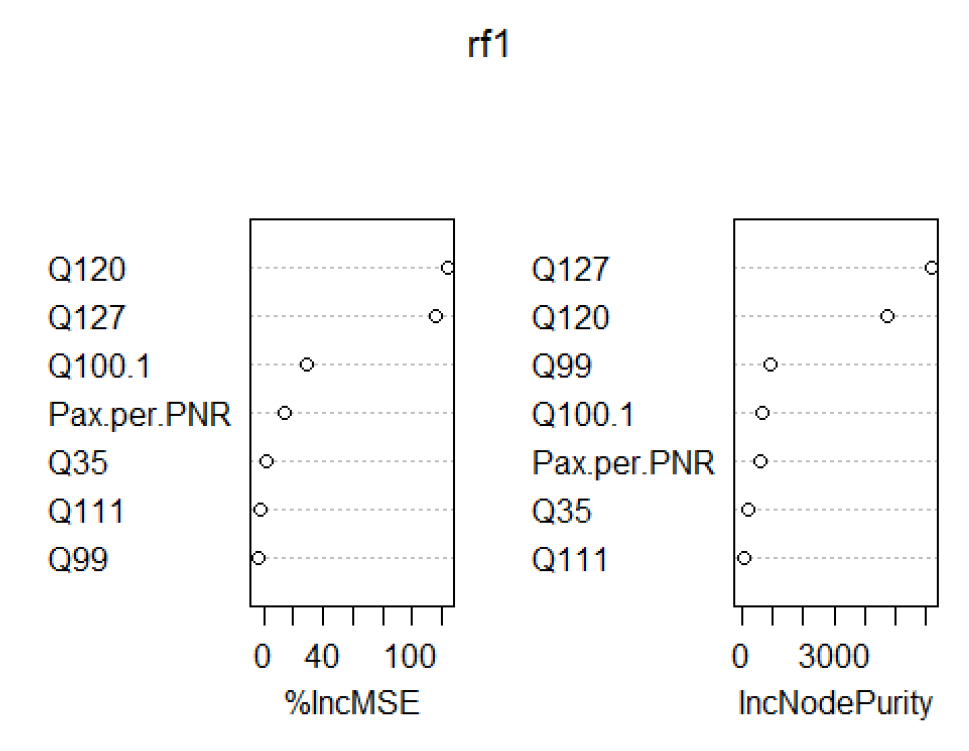 rf1
Q120
Q127
Q100.1
Pax.per.PNR
Q35
Q111
Q99
0 40 100
%IncMSE
Q127
Q120
Q99
Q100.1
Pax.per.PNR
Q35
Q111
0 3000
IncNodePurity